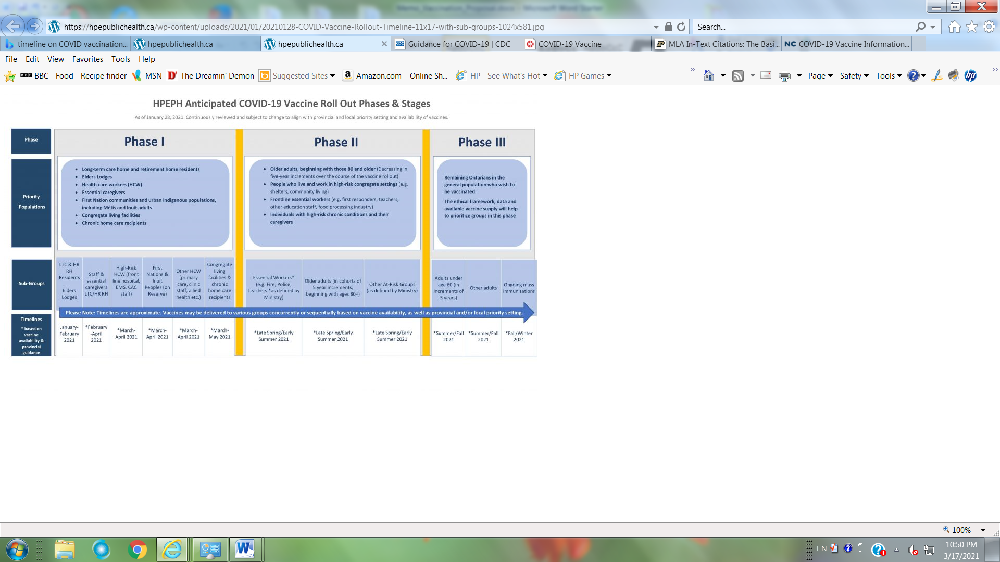 Memo_Vaccination_Proposal.docx - Microsoft Word Starter
https://hpepublichealth.ca/wp-content/uploads/2021/01/20210128-COVID-Vaccine-Rollout-Timeline-11x17-with-sub-groups-1024x581.jpg
Search...
timeline on COVID vaccination...
hpepublichealth.ca
hpepublichealth.ca
CDC Guidance for COVID-19 | CDC
COVID-19 Vaccine
MLA In-Text Citations: The Basi...
NC COVID-19 Vaccine Information...
File Edit View Favorites Tools Help
BBC BBC - Food - Recipe finder
MSN
D' The Dreamin' Demon
Suggested Sites
a Amazon.com – Online Sh...
HP - See What's Hot
HP Games
Page
Safety
Tools
hp
HPEPH Anticipated COVID-19 Vaccine Roll Out Phases & Stages
As of January 28, 2021. Continuously reviewed and subject to change to align with provincial and local priority setting and availability of vaccines.
Phase
Phase I
Phase II
Phase III
Priority
Populations
• Long-term care home and retirement home residents
• Elders Lodges
• Health care workers (HCW)
• Essential caregivers
• First Nation communities and urban Indigenous populations,
including Métis and Inuit adults
• Congregate living facilities
• Chronic home care recipients
• Older adults, beginning with those 80 and older (Decreasing in
five-year increments over the course of the vaccine rollout)
• People who live and work in high-risk congregate settings (e.g.
shelters, community living)
• Frontline essential workers (e.g. first responders, teachers,
other education staff, food processing industry)
• Individuals with high-risk chronic conditions and their
caregivers
Remaining Ontarians in the
general population who wish to
be vaccinated.
The ethical framework, data and
available vaccine supply will help
to prioritize groups in this phase
Sub-Groups
LTC & HR
RH
Residents
Elders
Lodges
Staff &
essential
caregivers
LTC/HR RH
High-Risk
HCW (front
line hospital,
EMS, CAC
staff)
First
Nations &
Inuit
Peoples (on
Reserve)
Other HCW
(primary
care, clinic
staff, allied
health etc.)
Congregate
living
facilities &
chronic
home care
recipients
Essential Workers*
(e.g. Fire, Police,
Teachers *as defined by
Ministry)
Older adults (in cohorts of
5 year increments,
beginning with ages 80+)
Other At-Risk Groups
(as defined by Ministry)
Adults under
age 60 (in
increments of
5 years)
Other adults
Ongoing mass
immunizations
Please Note: Timelines are approximate. Vaccines may be delivered to various groups concurrently or sequentially based on vaccine availability, as well as provincial and/or local priority setting.
Timelines
* based on
vaccine
availability &
provincial
guidance
January-
February
2021
*February
-April
2021
*March-
April 2021
*March-
April 2021
*March-
April 2021
*March-
May 2021
*Late Spring/Early
Summer 2021
*Late Spring/Early
Summer 2021
*Late Spring/Early
Summer 2021
*Summer/Fall
2021
*Summer/Fall
2021
*Fall/Winter
2021
100%
EN
10:50 PM
3/17/2021